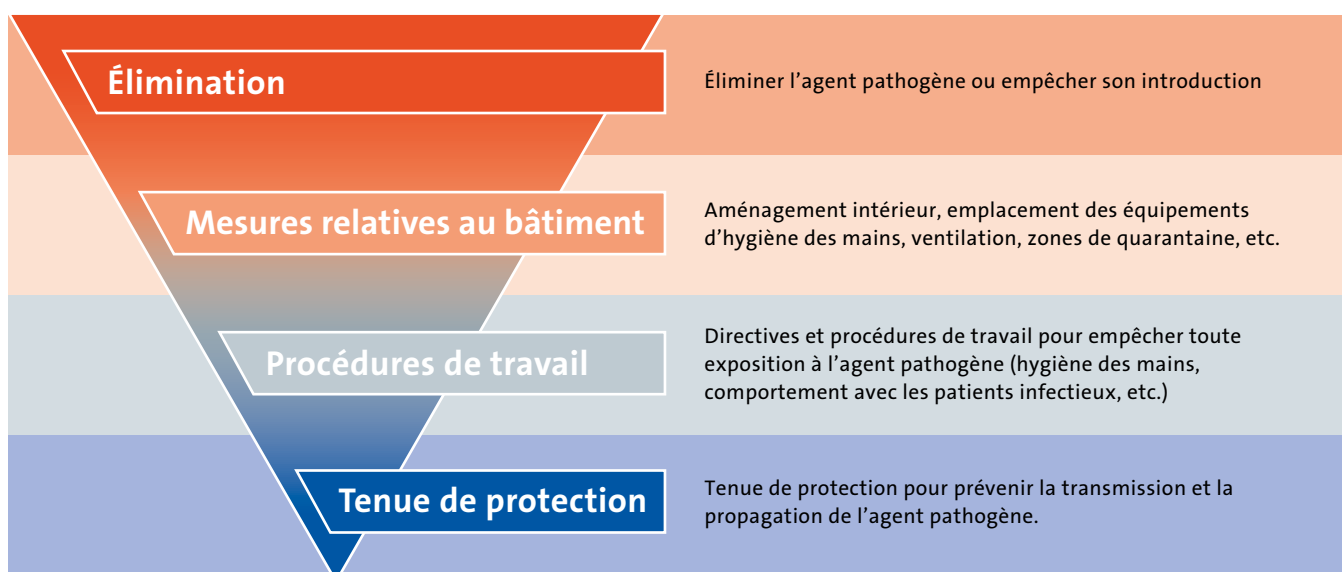 Élimination
Éliminer l’agent pathogène ou empêcher son introduction
Mesures relatives au bâtiment
Aménagement intérieur, emplacement des équipements
d’hygiène des mains, ventilation, zones de quarantaine, etc.
Procédures de travail
Directives et procédures de travail pour empêcher toute
exposition à l’agent pathogène (hygiène des mains,
comportement avec les patients infectieux, etc.)
Tenue de protection
Tenue de protection pour prévenir la transmission et la
propagation de l’agent pathogène.